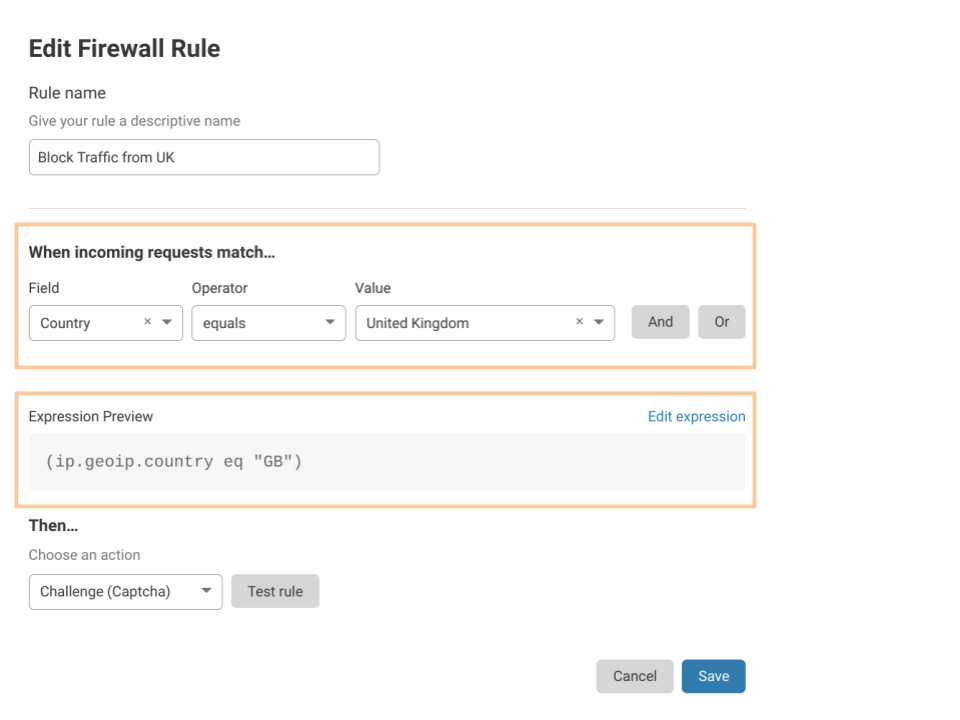 Edit Firewall Rule
Rule name
Give your rule a descriptive name
Block Traffic from UK
When incoming requests match...
Field Operator Value
Country × equals United Kingdom × And Or
Expression Preview Edit expression
(ip.geoip.country eq "GB")
Then...
Choose an action
Challenge (Captcha) Test rule
Cancel Save